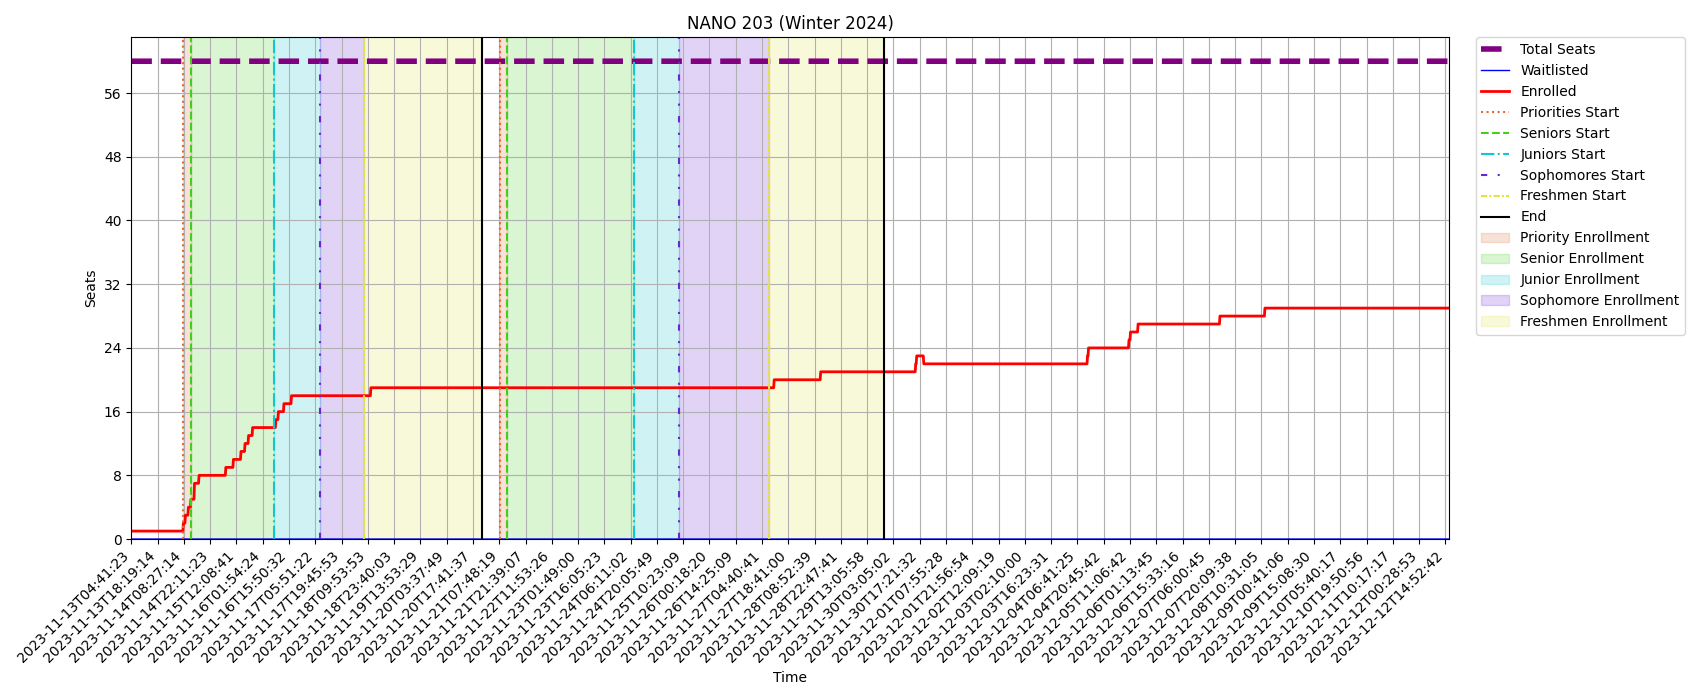 NANO 203 (Winter 2024)
Total Seats
Waitlisted
Enrolled
Priorities Start
Seniors Start
Juniors Start
Sophomores Start
Freshmen Start
End
Priority Enrollment
Senior Enrollment
Junior Enrollment
Sophomore Enrollment
Freshmen Enrollment
Seats
56
48
40
32
24
16
8
0
2023-11-13T04:41:23
2023-11-13T18:19:14
2023-11-14T08:27:14
2023-11-14T22:11:23
2023-11-15T12:08:41
2023-11-16T01:54:24
2023-11-16T15:50:32
2023-11-17T05:51:22
2023-11-17T19:45:53
2023-11-18T09:53:53
2023-11-18T23:40:03
2023-11-19T13:53:29
2023-11-20T03:37:49
2023-11-20T17:41:37
2023-11-21T07:48:19
2023-11-21T21:39:07
2023-11-22T11:53:26
2023-11-23T01:49:00
2023-11-23T16:05:23
2023-11-24T06:11:02
2023-11-24T20:05:49
2023-11-25T10:23:09
2023-11-26T00:18:20
2023-11-26T14:25:09
2023-11-27T04:40:41
2023-11-27T18:41:00
2023-11-28T08:52:39
2023-11-28T22:47:41
2023-11-29T13:05:58
2023-11-30T03:05:02
2023-11-30T17:21:32
2023-12-01T07:55:28
2023-12-01T21:56:54
2023-12-02T12:09:19
2023-12-03T02:10:00
2023-12-03T16:23:31
2023-12-04T06:41:25
2023-12-04T20:45:42
2023-12-05T11:06:42
2023-12-06T01:13:45
2023-12-06T15:33:16
2023-12-07T06:00:45
2023-12-07T20:09:38
2023-12-08T10:31:05
2023-12-09T00:41:06
2023-12-09T15:08:30
2023-12-10T05:40:17
2023-12-10T19:50:56
2023-12-11T10:17:17
2023-12-12T00:28:53
2023-12-12T14:52:42
Time